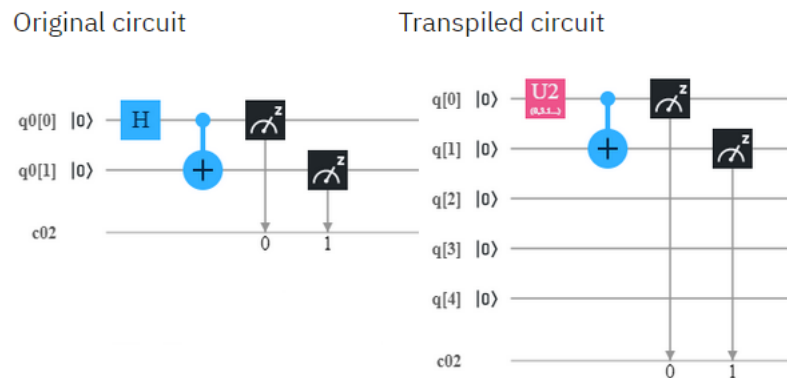 Original circuit
q0[0] |0⟩ H z
q0[1] |0⟩ z
c02
0 1
Transpiled circuit
q[0] |0⟩ U2 z
q[1] |0⟩ z
q[2] |0⟩
q[3] |0⟩
q[4] |0⟩
c02
0 1